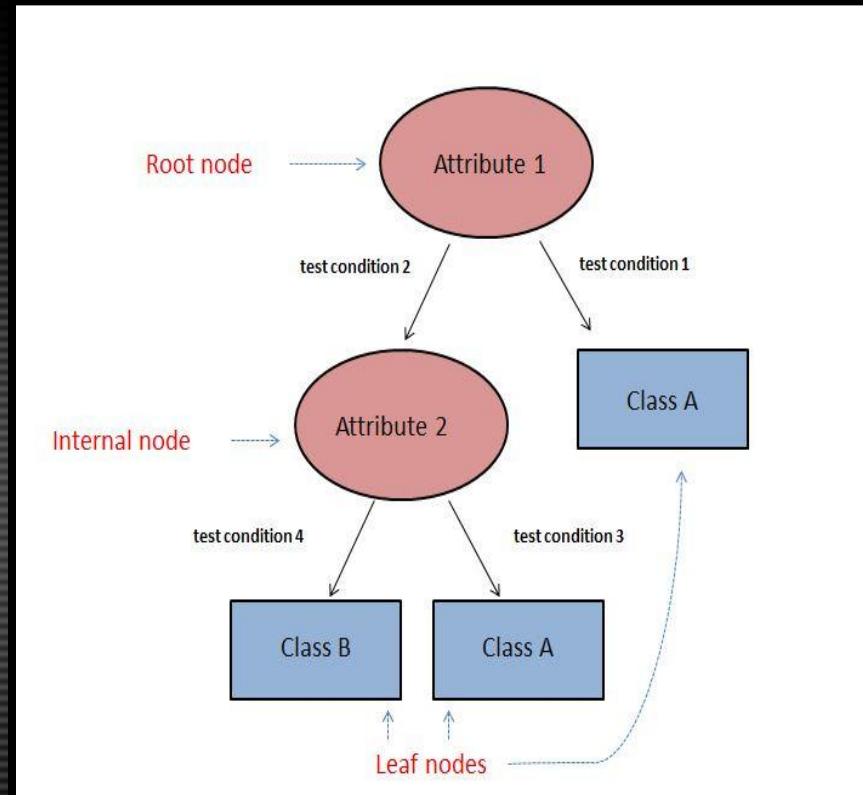 Root node
Attribute 1
test condition 2
test condition 1
Class A
Internal node
Attribute 2
test condition 4
test condition 3
Class B
Class A
Leaf nodes